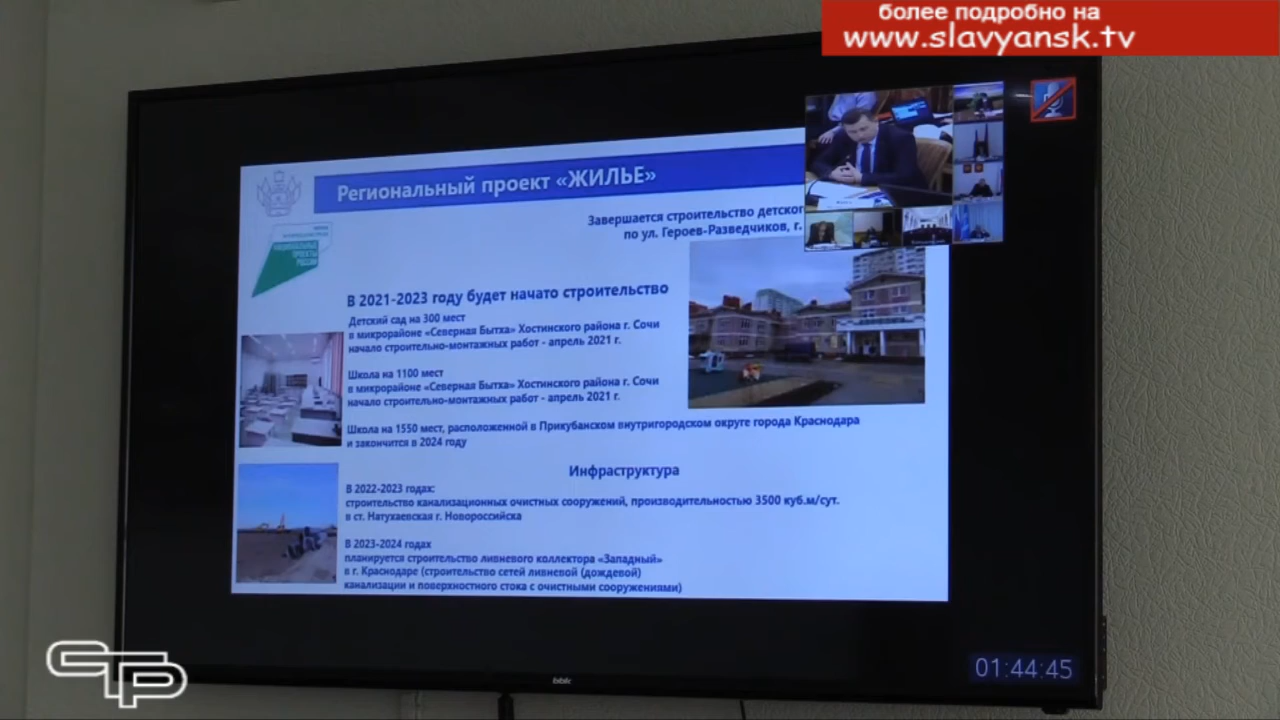 более подробно на
www.slavyansk.tv
Региональный проект «ЖИЛЬЕ»
Завершается строительство детског
по ул. Героев-Разведчиков, г.
НАЦИОНАЛЬНЫЕ
ПРОЕКТЫ
РОССИИ
В 2021-2023 году будет начато строительство
Детский сад на 300 мест
в микрорайоне «Северная Бытха» Хостинского района г. Сочи
начало строительно-монтажных работ - апрель 2021 г.
Школа на 1100 мест
в микрорайоне «Северная Бытха» Хостинского района г. Сочи
начало строительно-монтажных работ - апрель 2021 г.
Школа на 1550 мест, расположенной в Прикубанском внутригородском округе города Краснодара
и закончится в 2024 году
Инфраструктура
В 2022-2023 годах:
строительство канализационных очистных сооружений, производительностью 3500 куб.м/сут.
в ст. Натухаевская г. Новороссийска
В 2023-2024 годах
планируется строительство ливневого коллектора «Западный»
в г. Краснодаре (строительство сетей ливневой (дождевой)
канализации и поверхностного стока с очистными сооружениями)
01:44:45
bbk
СТР